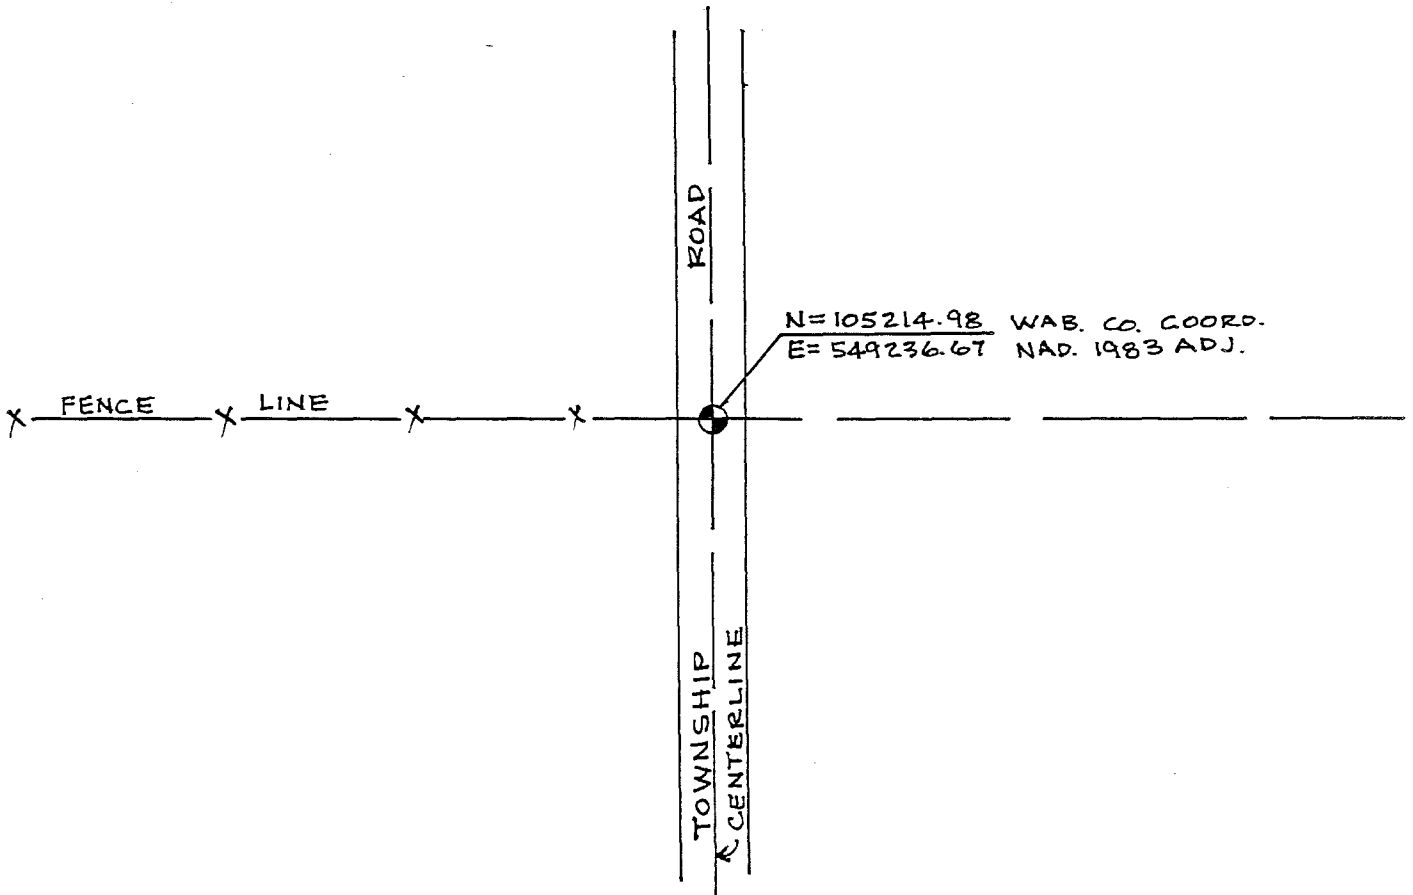 ROAD
N=105214.98 WAB. CO. COORD.
E=549236.67 NAD. 1983 ADJ.
FENCE LINE
TOWNSHIP
CENTERLINE